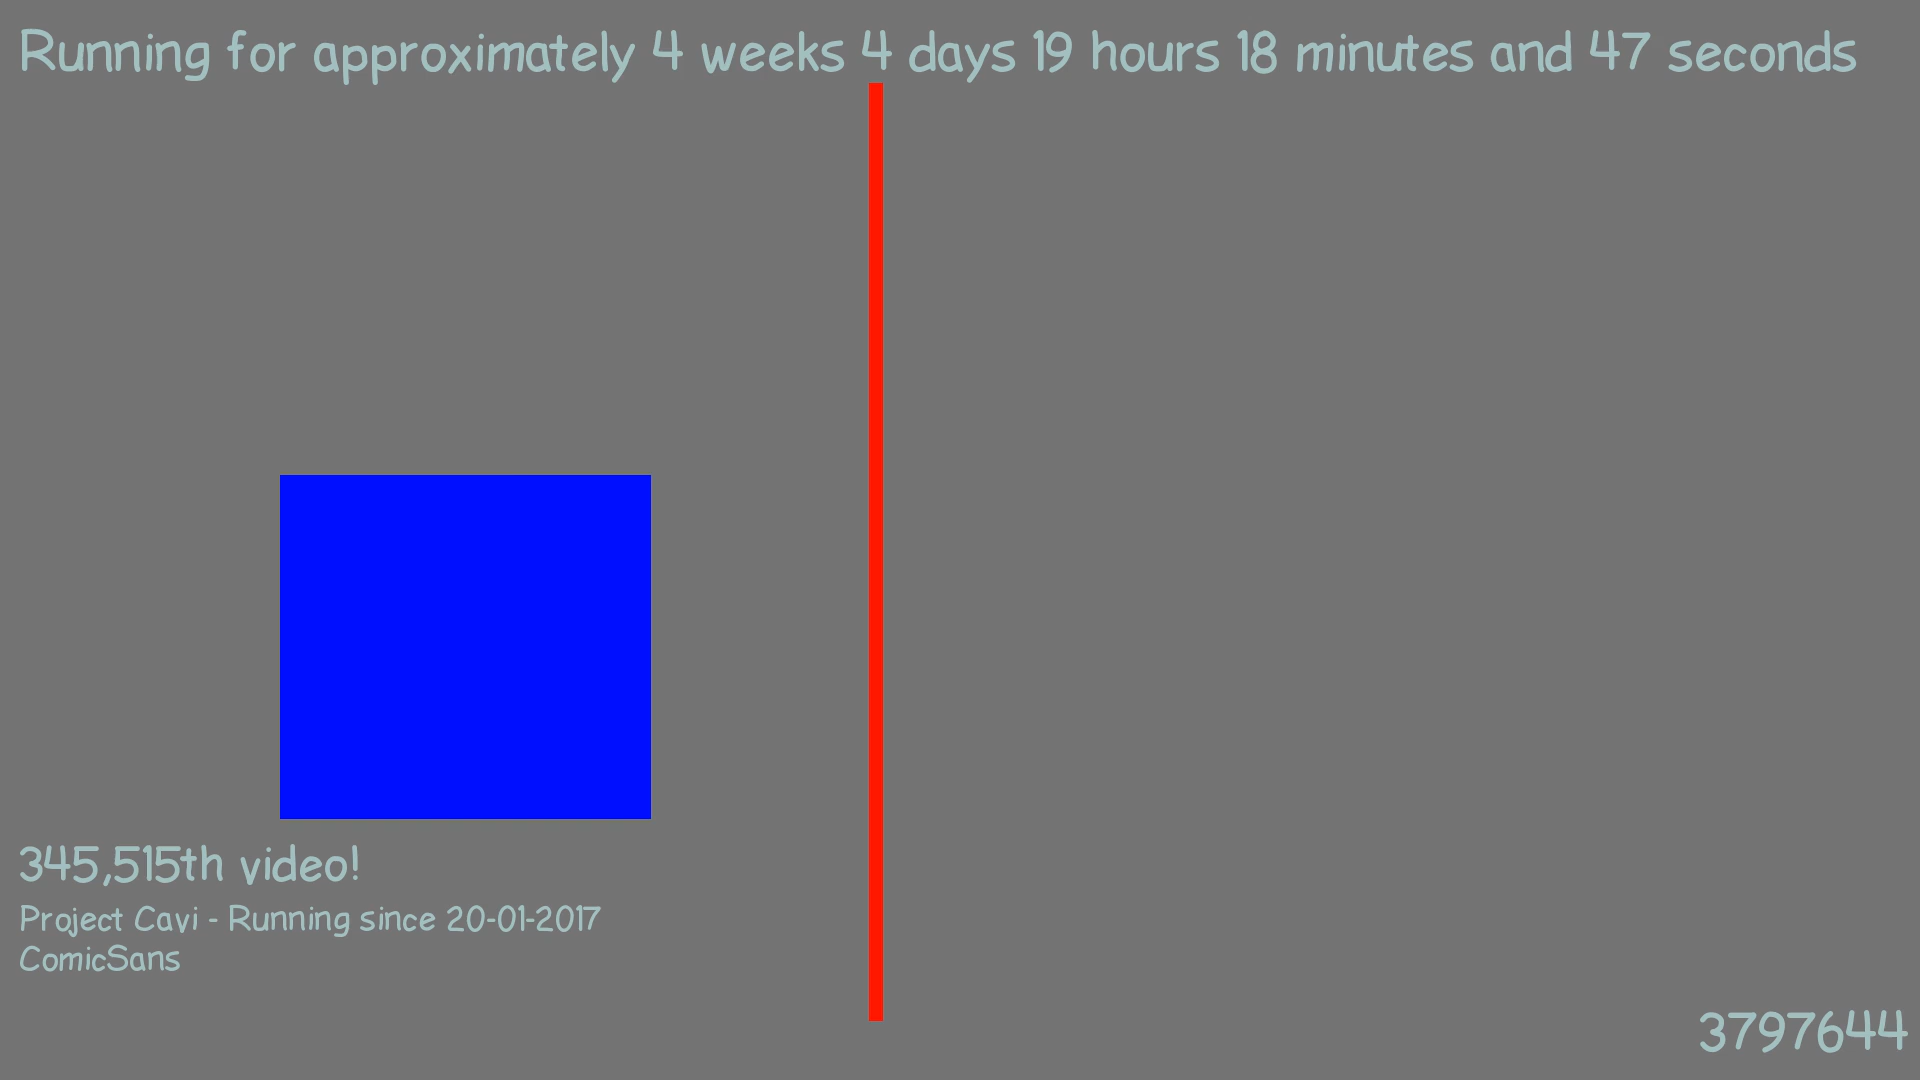 Running for approximately 4 weeks 4 days 19 hours 18 minutes and 47 seconds
345,515th video!
Project Cavi - Running since 20-01-2017
ComicSans
3797644